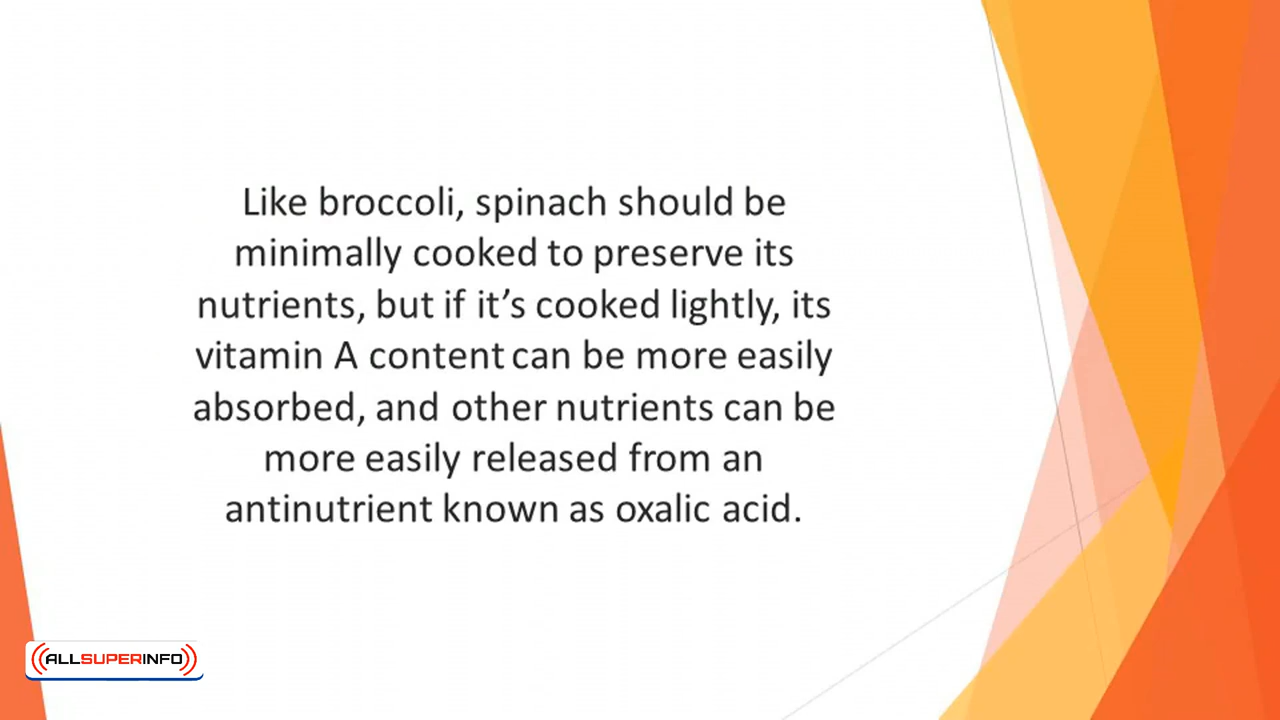 Like broccoli, spinach should be
minimally cooked to preserve its
nutrients, but if it’s cooked lightly, its
vitamin A content can be more easily
absorbed, and other nutrients can be
more easily released from an
antinutrient known as oxalic acid.
ALLSUPERINFO